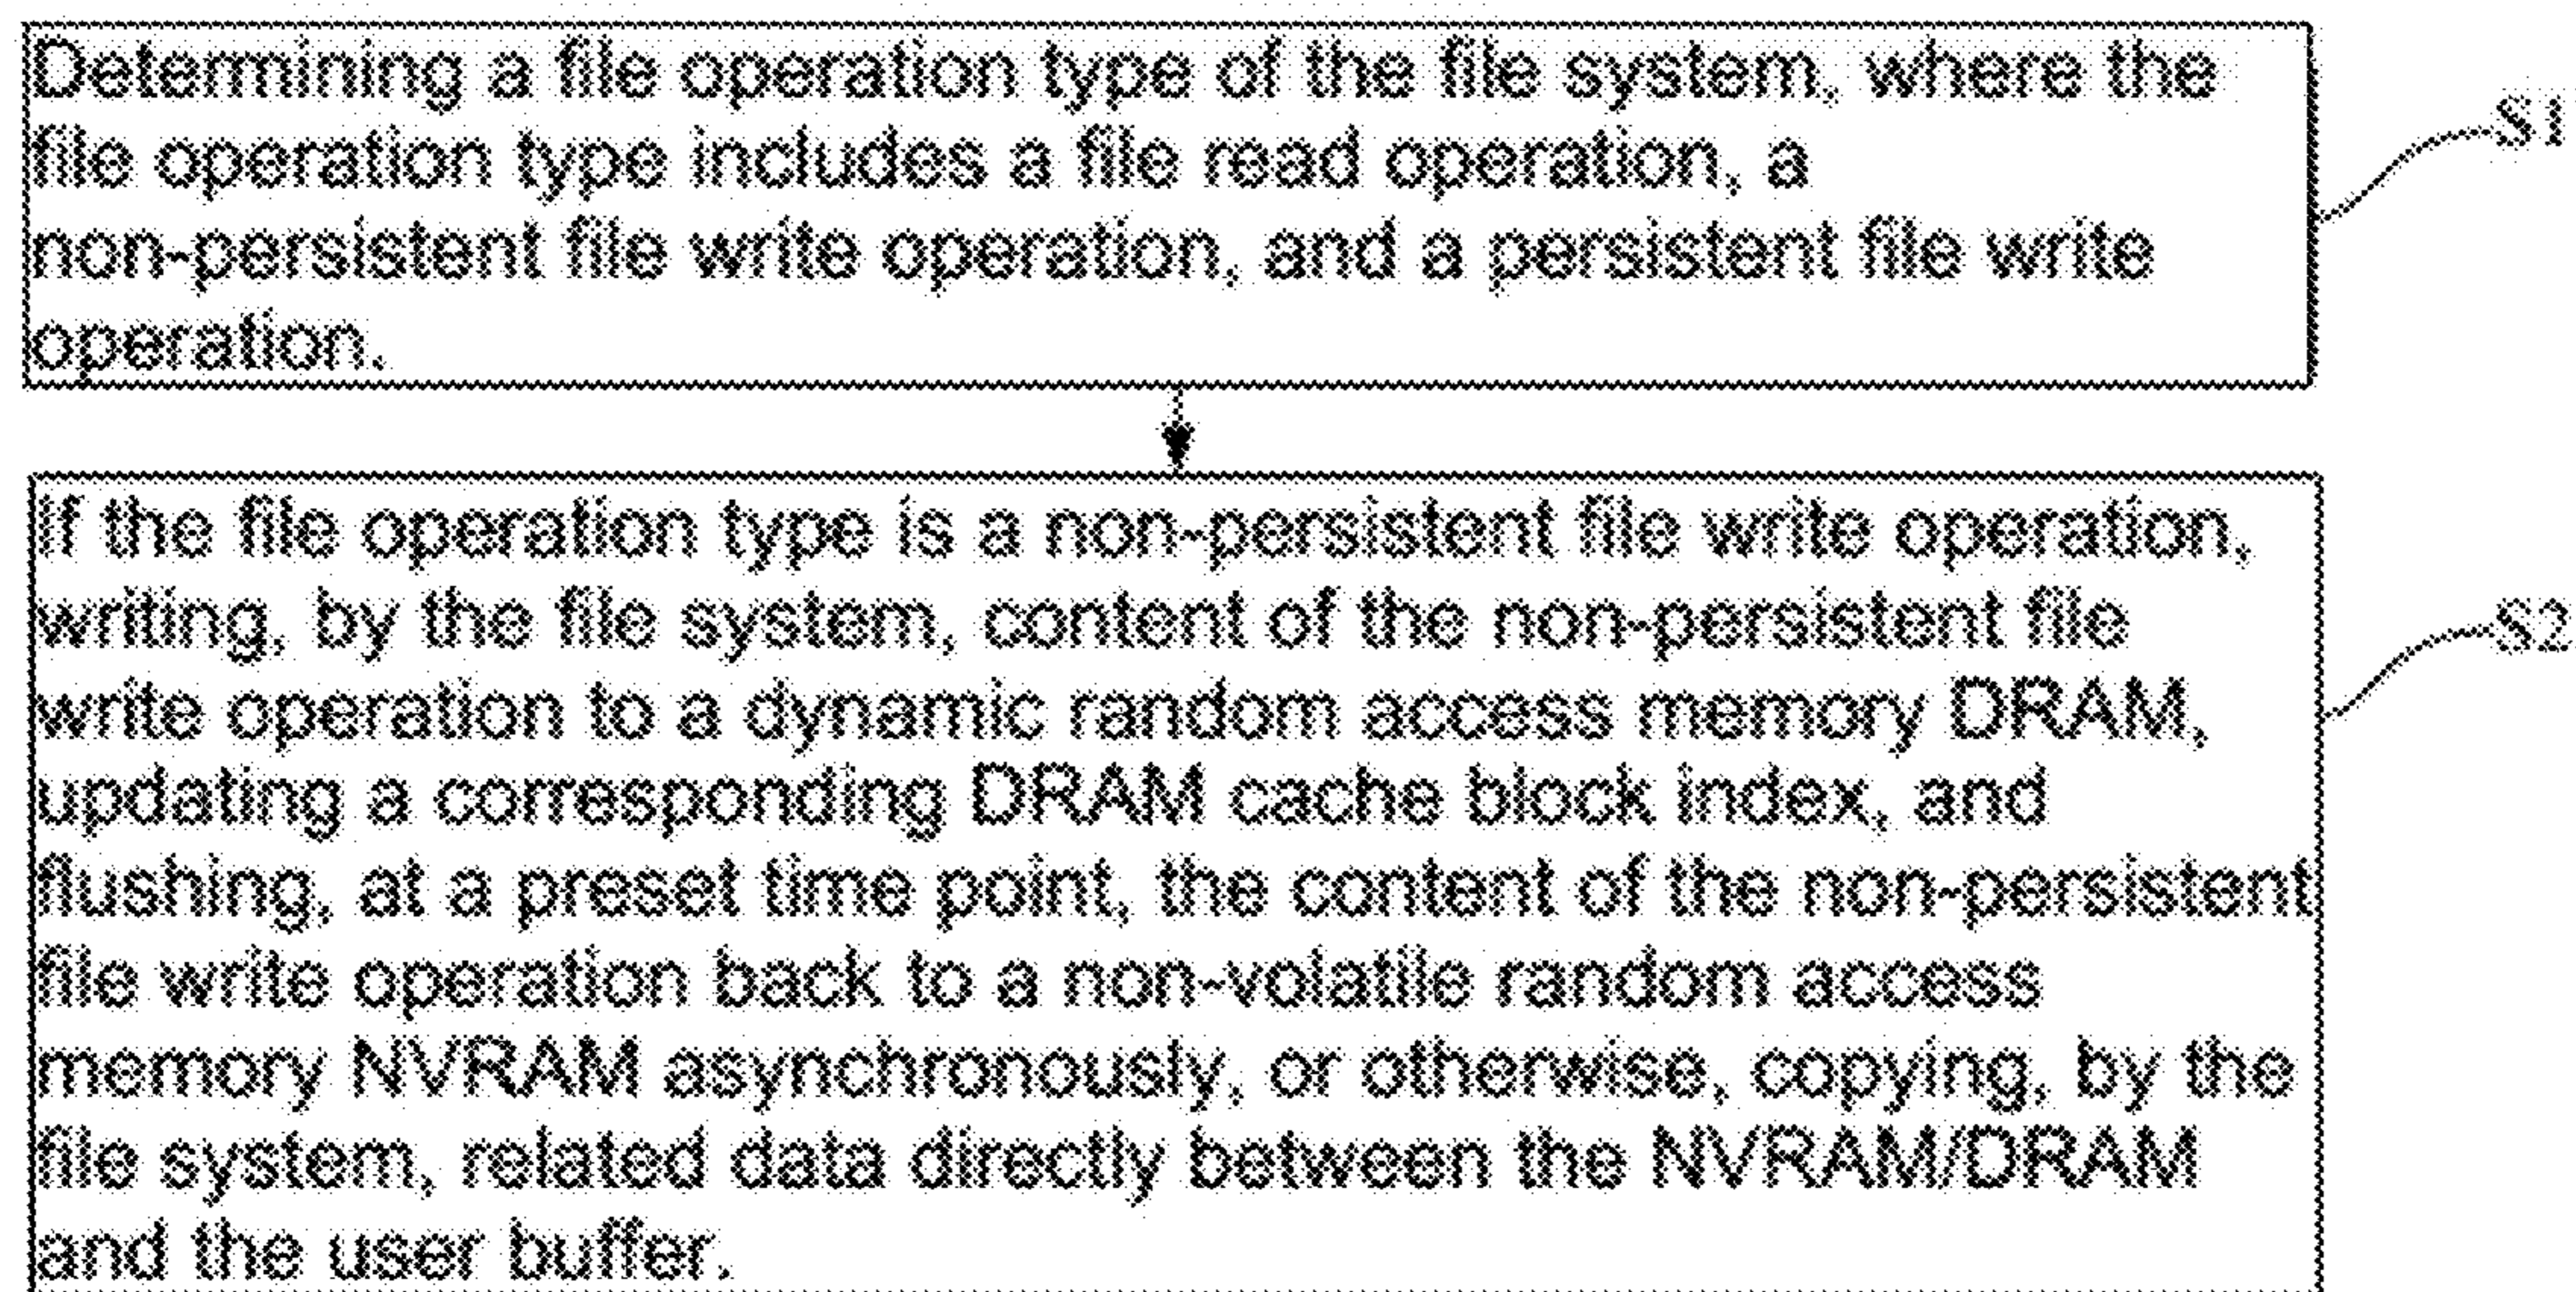 Determining a file operation type of the file system, where the
file operation type includes a file read operation, a
non-persistent file write operation, and a persistent file write
operation.
S1
If the file operation type is a non-persistent file write operation,
writing, by the file system, content of the non-persistent file
write operation to a dynamic random access memory DRAM,
updating a corresponding DRAM cache block index, and
flushing, at a preset time point, the content of the non-persistent
file write operation back to a non-volatile random access
memory NVRAM asynchronously, or otherwise, copying, by the
file system, related data directly between the NVRAM/DRAM
and the user buffer.
S2